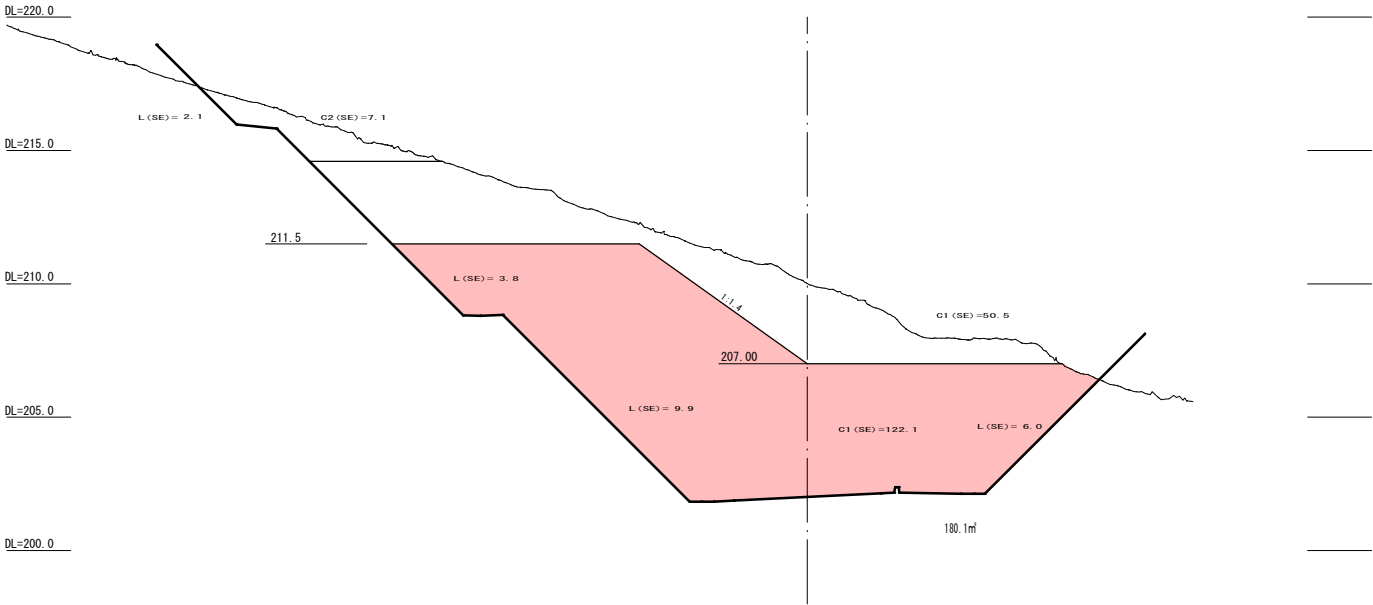 DL=220.0
L(SE)= 2.1
C2(SE)=7.1
DL=215.0
211.5
DL=210.0
L(SE)= 3.8
1:1.4
C1(SE)=50.5
207.00
DL=205.0
L(SE)= 9.9
C1(SE)=122.1
L(SE)= 6.0
180.1㎡
DL=200.0